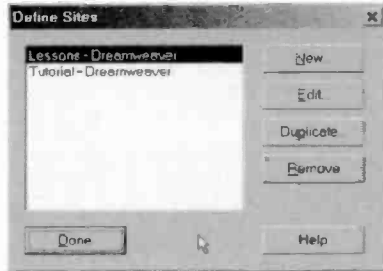 Define Sites
Lessons - Dreamweaver
Tutorial - Dreamweaver
New
Edit
Duplicate
Remove
Done
Help